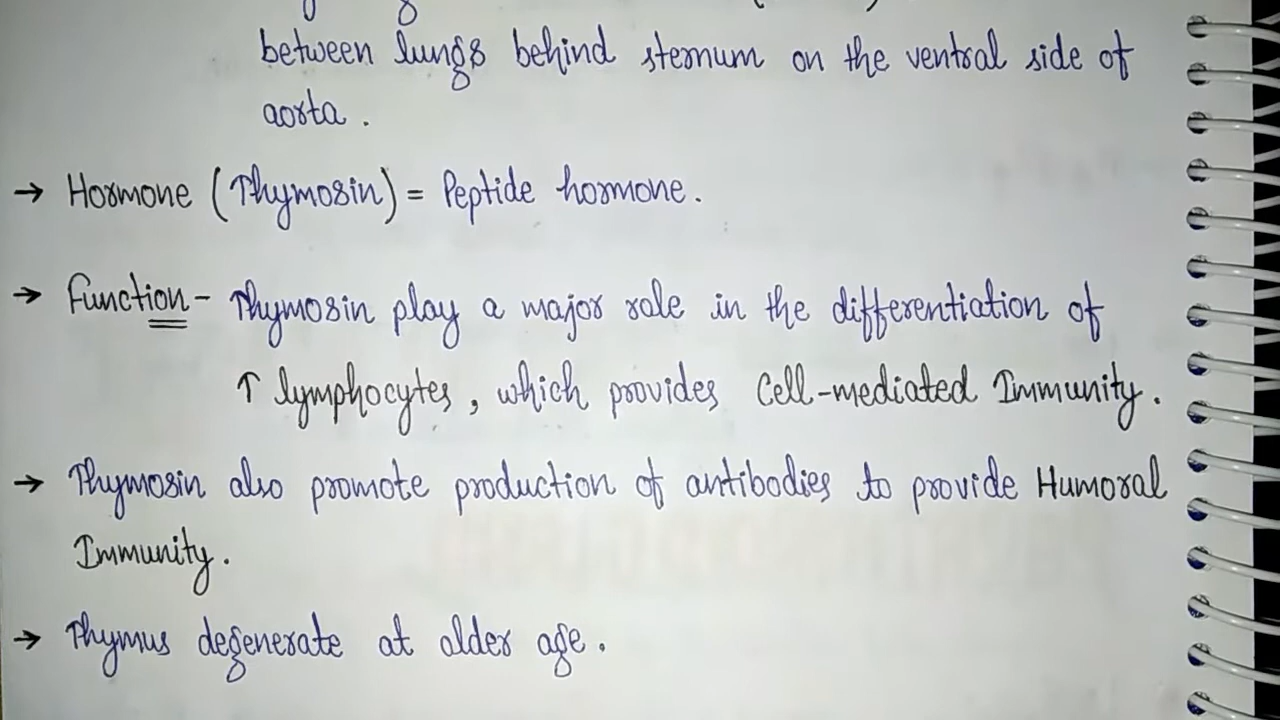 between lungs behind sternum on the ventral side of
aorta.
→ Hormone (Thymosin) = Peptide hormone.
→ Function - Thymosin play a major role in the differentiation of
T lymphocytes, which provides Cell-mediated Immunity.
→ Thymosin also promote production of antibodies to provide Humoral
Immunity.
→ Thymus degenerate at older age.